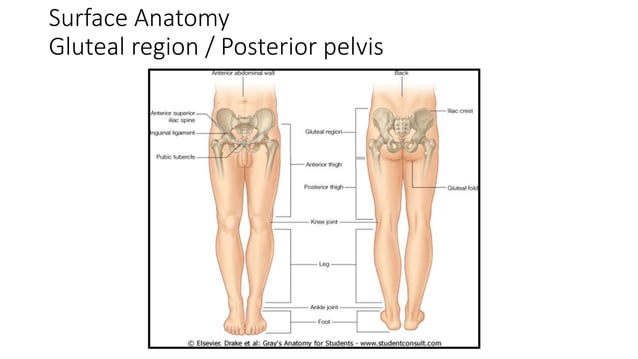 Surface Anatomy
Gluteal region / Posterior pelvis
Anterior abdominal wall
Back
Anterior superior
iliac spine
Inguinal ligament
Pubic tubercle
Iliac crest
Gluteal region
Anterior thigh
Posterior thigh
Gluteal fold
Knee joint
Leg
Ankle joint
Foot
© Elsevier. Drake et al: Gray's Anatomy for Students - www.studentconsult.com